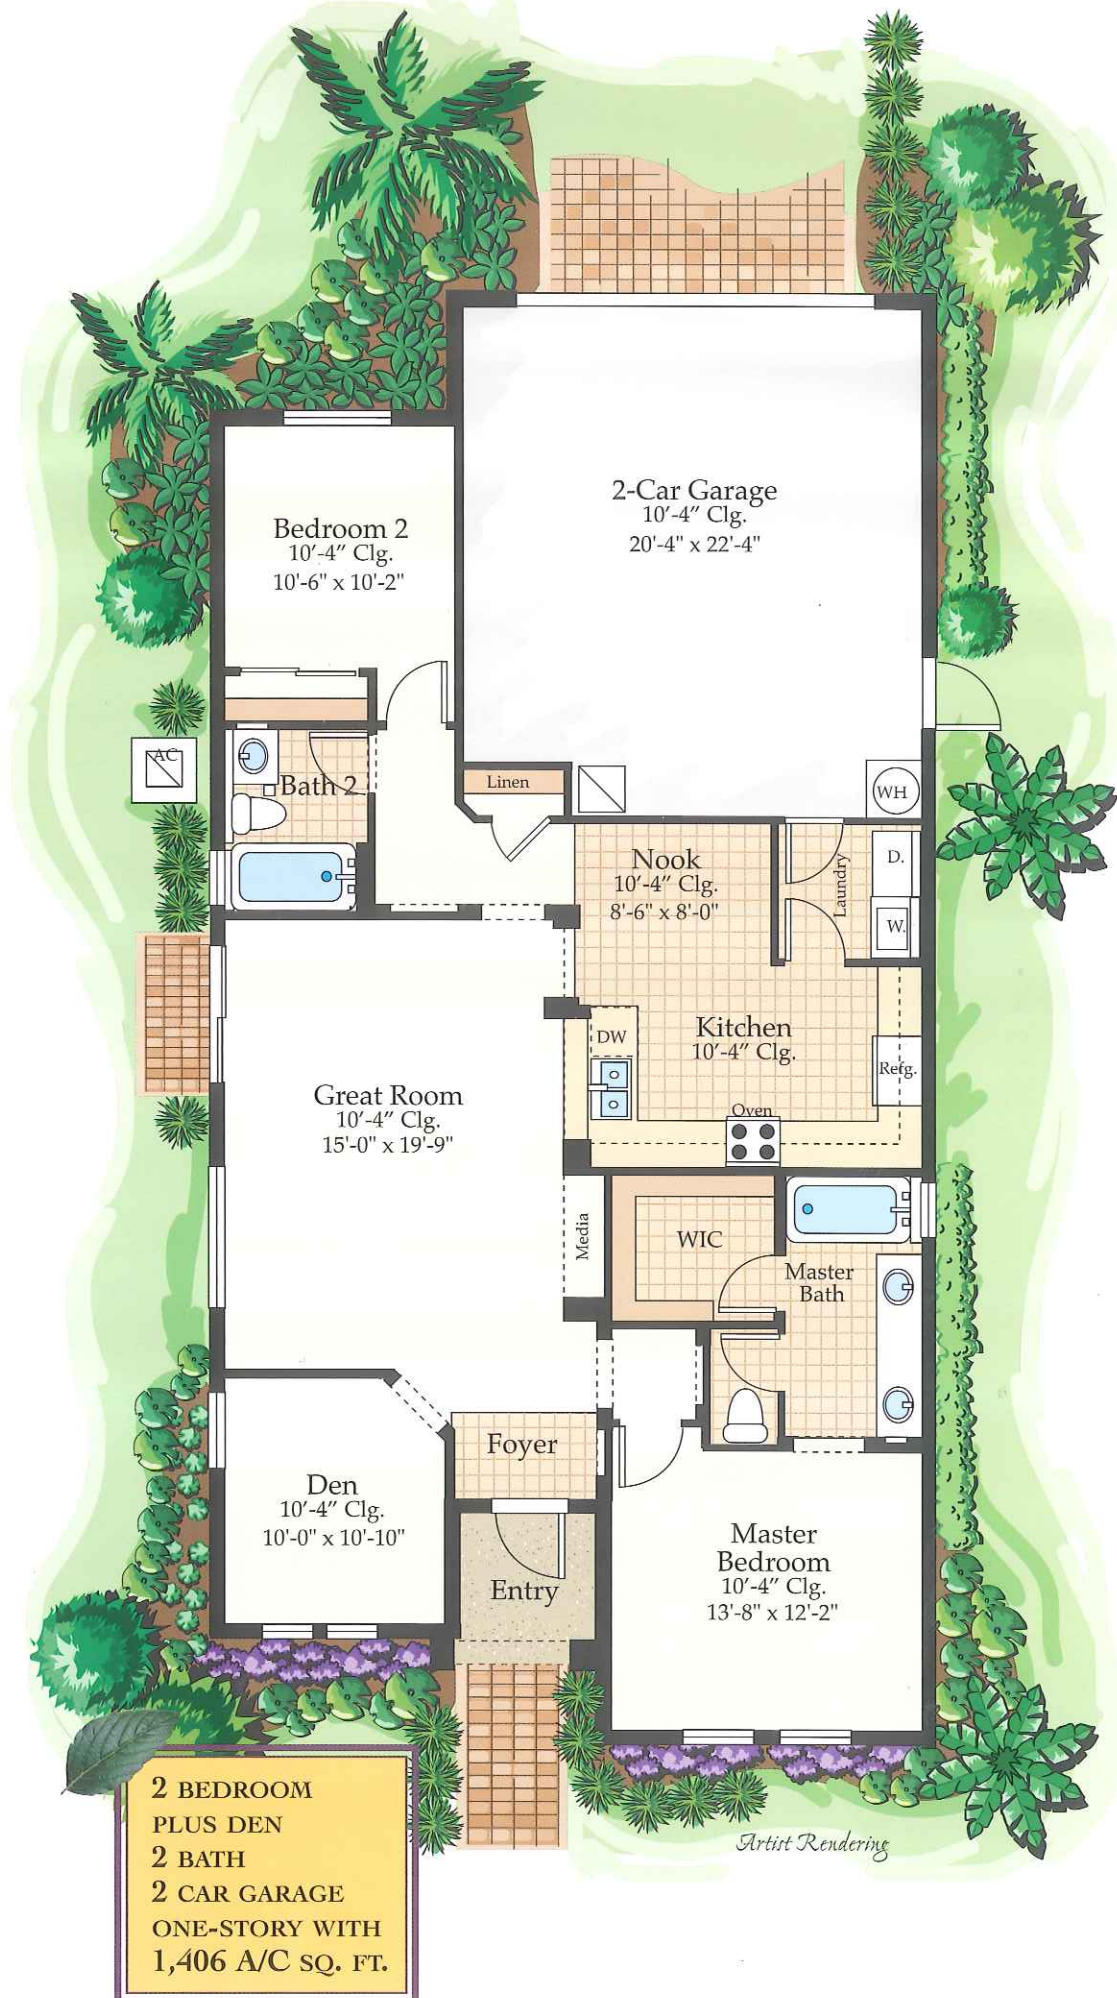 2-Car Garage
10'-4" Clg.
20'-4" x 22'-4"
Bedroom 2
10'-4" Clg.
10'-6" x 10'-2"
AC
Bath 2
Linen
WH
Nook
10'-4" Clg.
8'-6" x 8'-0"
Laundry
D.
W.
Kitchen
10'-4" Clg.
DW
Refg.
Oven
Great Room
10'-4" Clg.
15'-0" x 19'-9"
Media
WIC
Master
Bath
Foyer
Den
10'-4" Clg.
10'-0" x 10'-10"
Entry
Master
Bedroom
10'-4" Clg.
13'-8" x 12'-2"
Artist Rendering
2 BEDROOM
PLUS DEN
2 BATH
2 CAR GARAGE
ONE-STORY WITH
1,406 A/C SQ. FT.